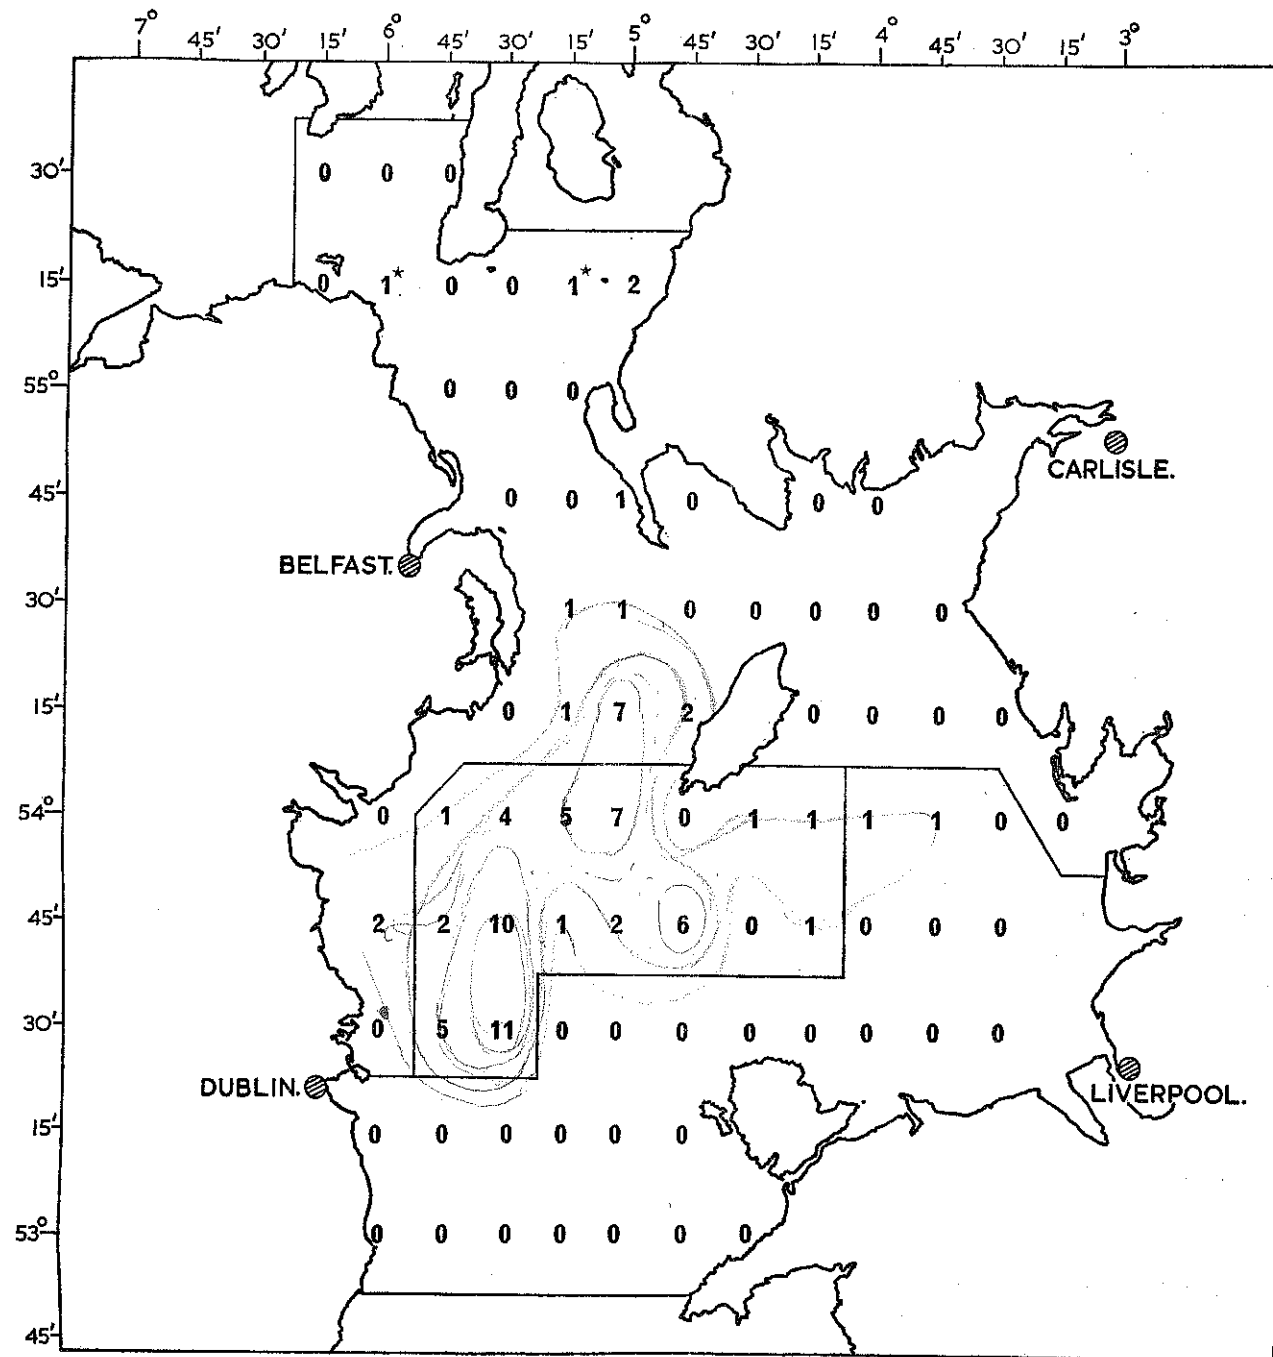 7° 45′ 30′ 15′ 6° 45′ 30′ 15′ 5° 45′ 30′ 15′ 4° 45′ 30′ 15′ 3°
30′ 0 0 0
15′ 0 1* 0 0 1* 2
55° 0 0 0
CARLISLE.
45′ 0 0 1 0 0 0
BELFAST.
30′ 1 1 0 0 0 0 0
15′ 0 1 7 2 0 0 0 0
54° 0 1 4 5 7 0 1 1 1 1 0 0
45′ 2 2 10 1 2 6 0 1 0 0 0
30′ 0 5 11 0 0 0 0 0 0 0 0
DUBLIN. LIVERPOOL.
15′ 0 0 0 0 0 0
53° 0 0 0 0 0 0 0
45′